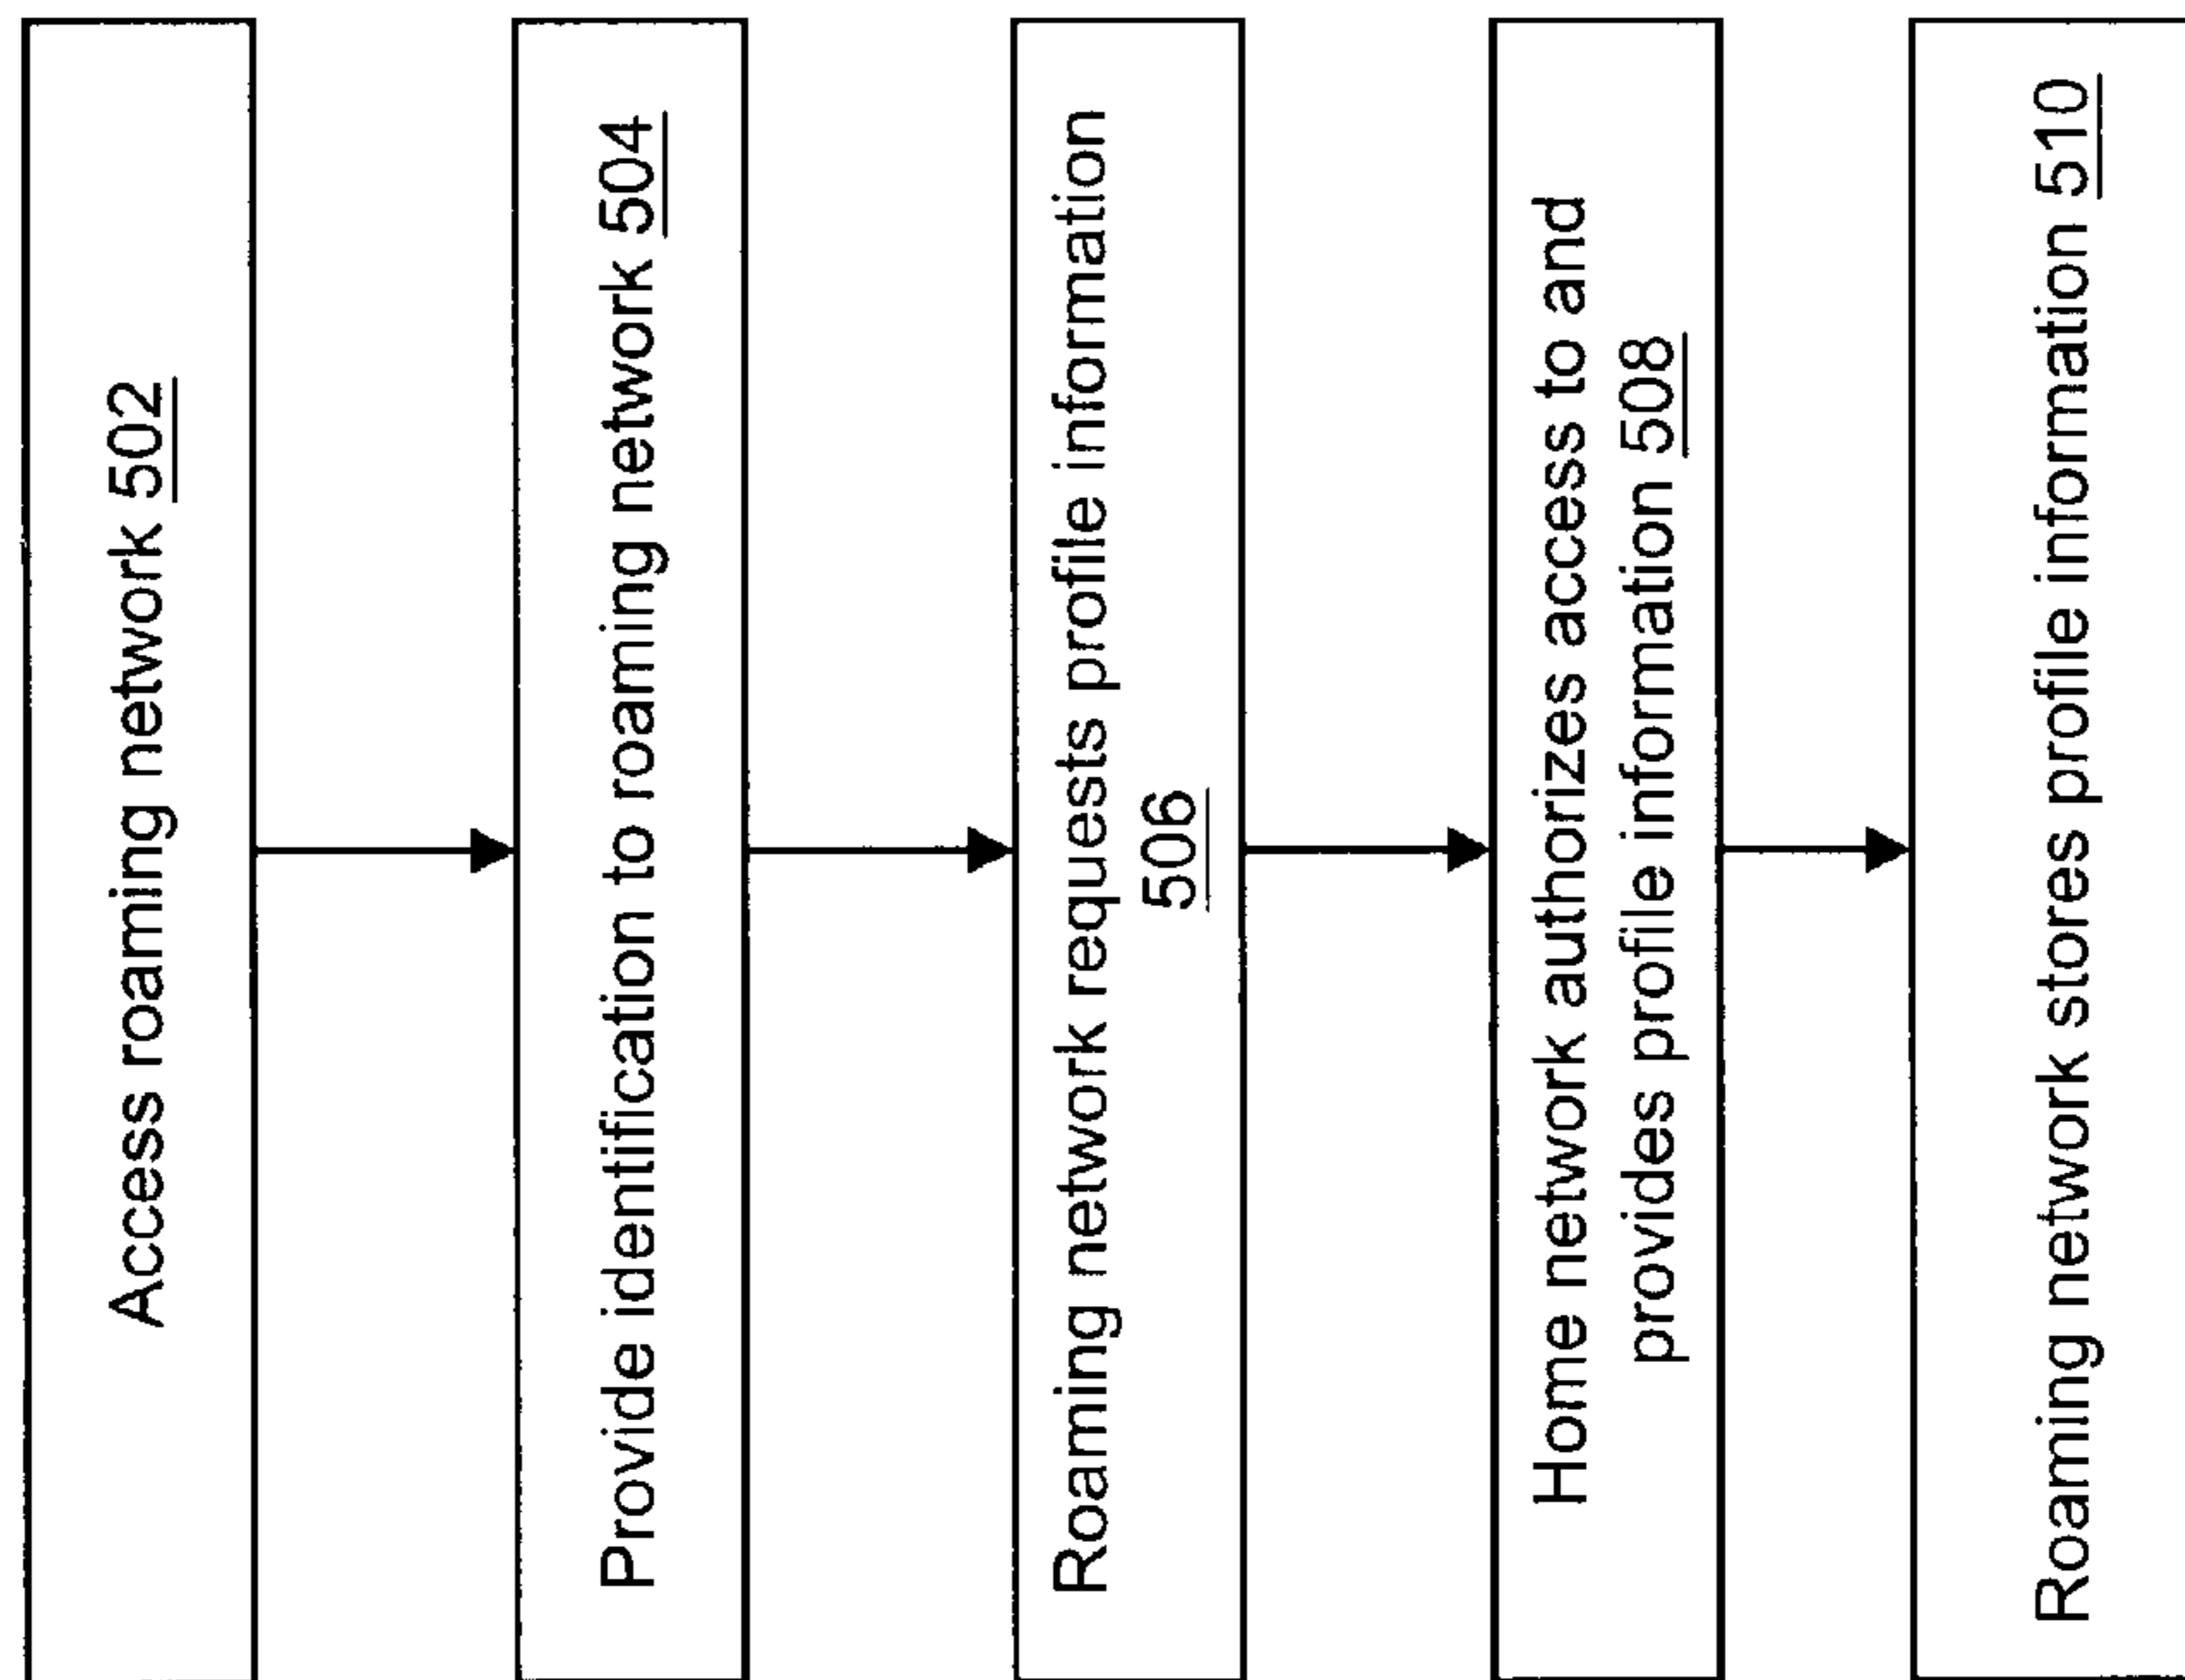 Access roaming network 502
Provide identification to roaming network 504
Roaming network requests profile information
506
Home network authorizes access to and
provides profile information 508
Roaming network stores profile information 510